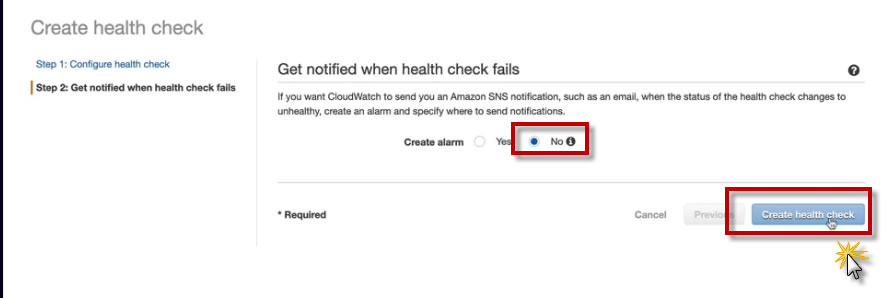 Create health check
Step 1: Configure health check
Step 2: Get notified when health check fails
Get notified when health check fails
If you want CloudWatch to send you an Amazon SNS notification, such as an email, when the status of the health check changes to
unhealthy, create an alarm and specify where to send notifications.
Create alarm Yes No
* Required
Cancel Previous Create health check